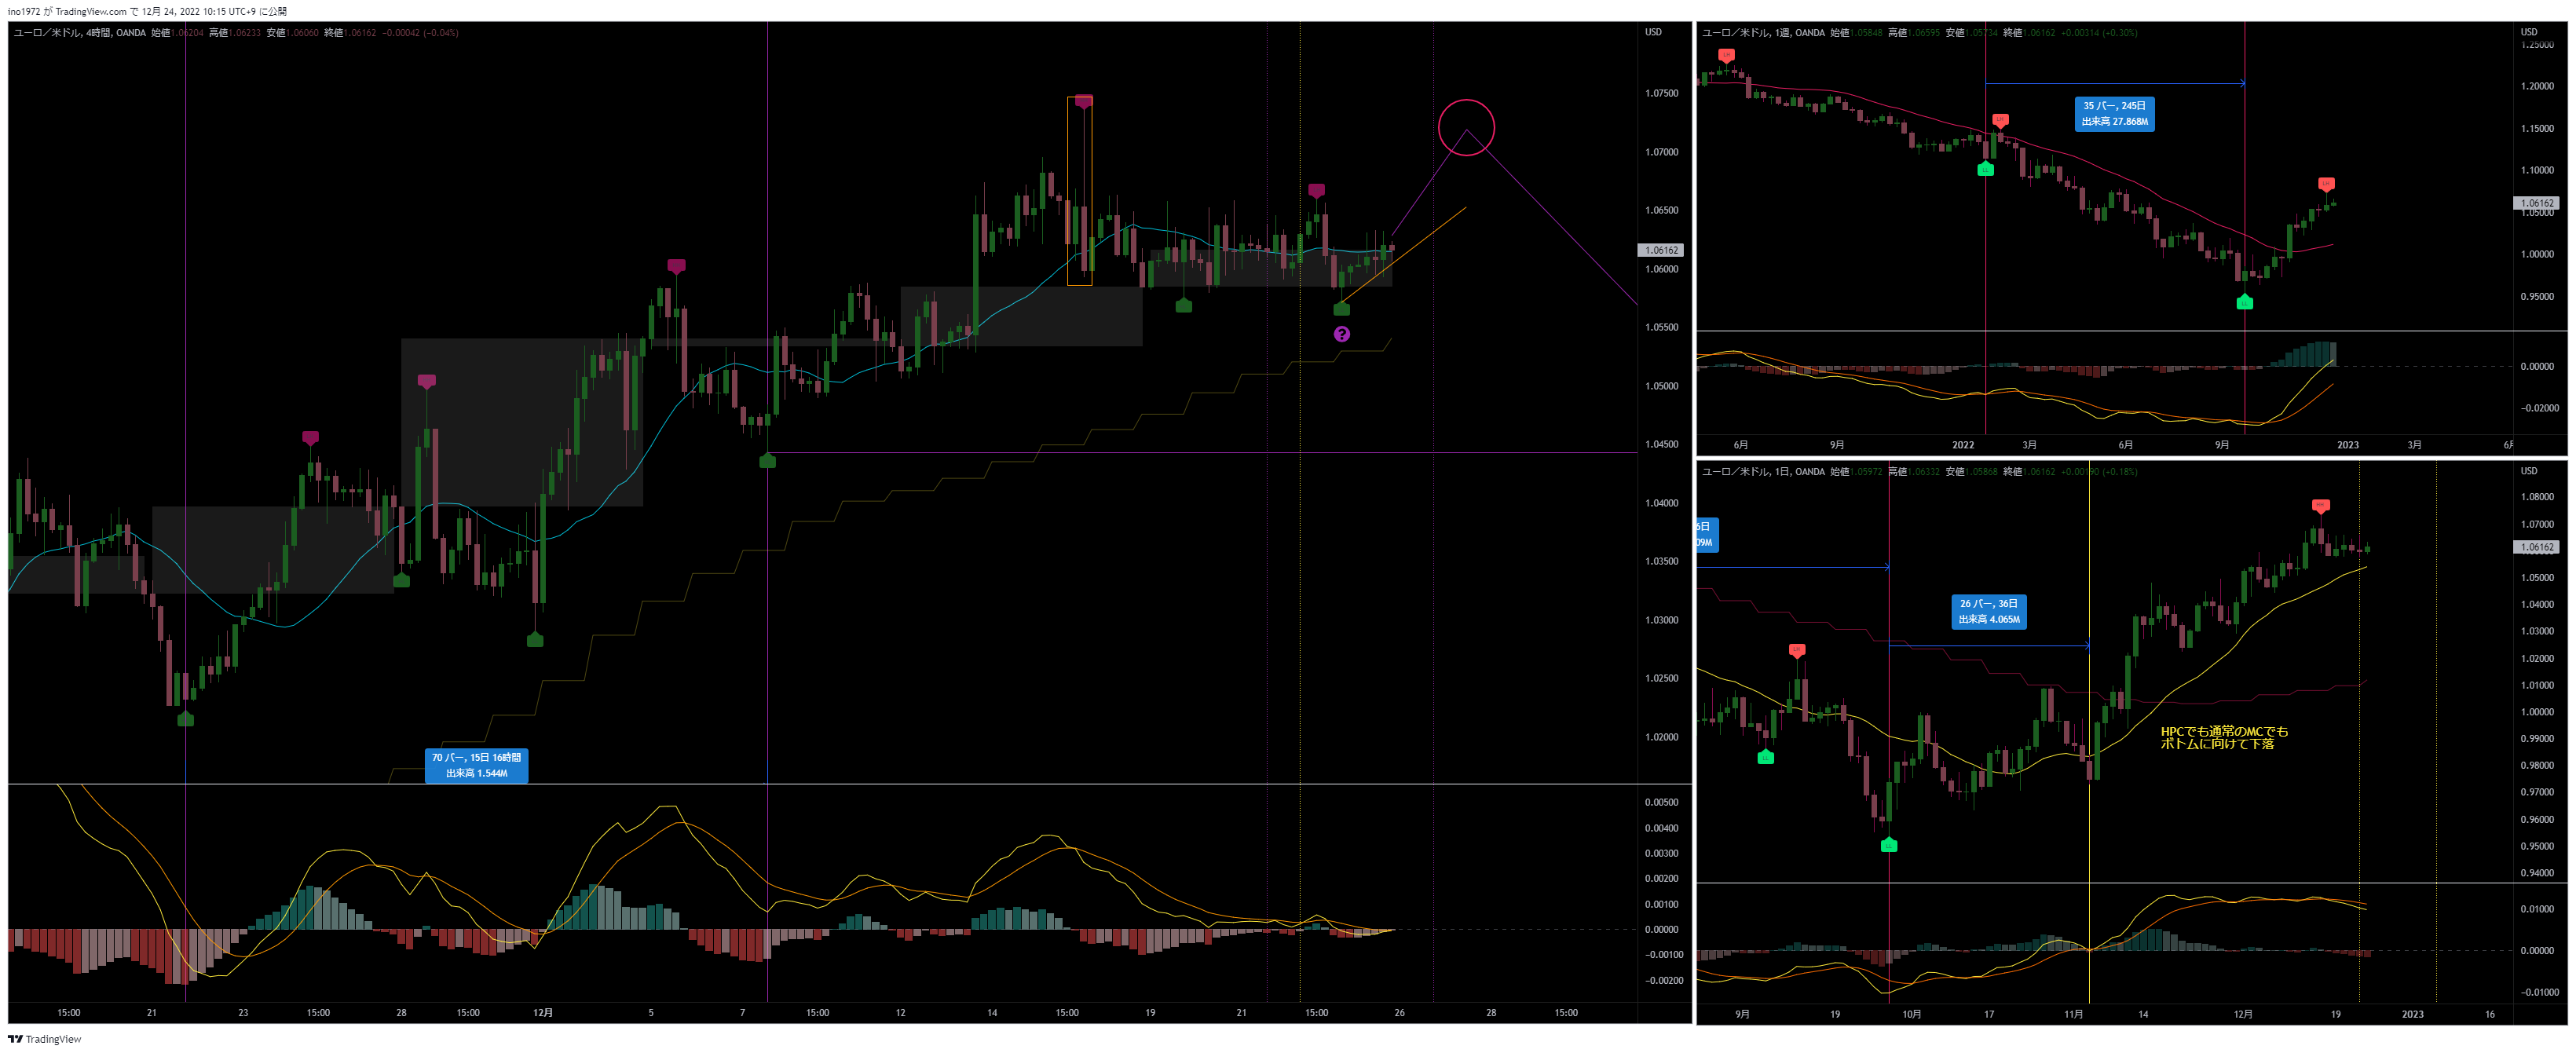 ino1972 が TradingView.com で 12月 24, 2022 10:15 UTC+9 に公開
ユーロ／米ドル, 4時間, OANDA 始値1.06204 高値1.06233 安値1.06060 終値1.06162 −0.00042 (−0.04%)
USD
1.07500
1.07000
1.06500
1.06162
1.06000
1.05500
1.05000
1.04500
1.04000
1.03500
1.03000
1.02500
1.02000
?
70 バー, 15日 16時間
出来高 1.544M
0.00500
0.00400
0.00300
0.00200
0.00100
0.00000
−0.00100
−0.00200
15:00
21
23
15:00
28
15:00
12月
5
7
15:00
12
14
15:00
19
21
15:00
26
28
15:00
ユーロ／米ドル, 1週, OANDA 始値1.05848 高値1.06595 安値1.05734 終値1.06162 +0.00314 (+0.30%)
USD
1.25000
1.20000
1.15000
1.10000
1.06162
1.05000
1.00000
0.95000
35 バー, 245日
出来高 27.868M
LH
LH
LL
LH
LL
0.00000
−0.02000
6月
9月
2022
3月
6月
9月
2023
3月
ユーロ／米ドル, 1日, OANDA 始値1.05972 高値1.06332 安値1.05868 終値1.06162 +0.00190 (+0.18%)
USD
1.08000
1.07000
1.06162
1.05000
1.04000
1.03000
1.02000
1.01000
1.00000
0.99000
0.98000
0.97000
0.96000
0.95000
0.94000
6日
09M
26 バー, 36日
出来高 4.065M
LH
LL
LL
HH
HPCでも通常のMCでも
ボトムに向けて下落
0.01000
0.00000
−0.01000
9月
19
10月
17
11月
14
12月
19
2023
16
TradingView